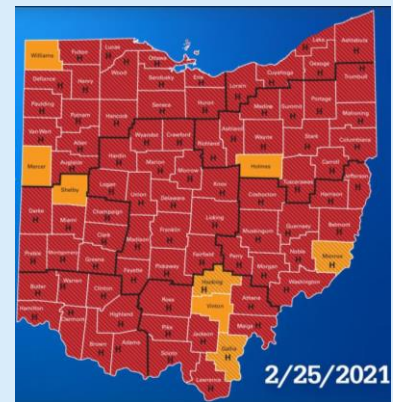 Williams
Fulton
Lucas
Ottawa
Lake
Ashtabula
Wood
Cuyahoga
Geauga
Trumbull
Defiance
Henry
Sandusky
Erie
Lorain
Paulding
Seneca
Huron
Medina
Summit
Portage
Mahoning
Putnam
Hancock
Van Wert
Wyandot
Crawford
Richland
Ashland
Wayne
Stark
Columbiana
Allen
Hardin
Mercer
Auglaize
Marion
Morrow
Holmes
Carroll
Jefferson
Shelby
Logan
Union
Delaware
Knox
Coshocton
Tuscarawas
Harrison
Darke
Miami
Champaign
Licking
Muskingum
Guernsey
Belmont
Clark
Madison
Franklin
Preble
Montgomery
Greene
Fayette
Pickaway
Fairfield
Perry
Morgan
Noble
Monroe
Butler
Warren
Clinton
Ross
Hocking
Athens
Washington
Hamilton
Clermont
Highland
Vinton
Meigs
Brown
Adams
Pike
Jackson
Gallia
Scioto
Lawrence
2/25/2021